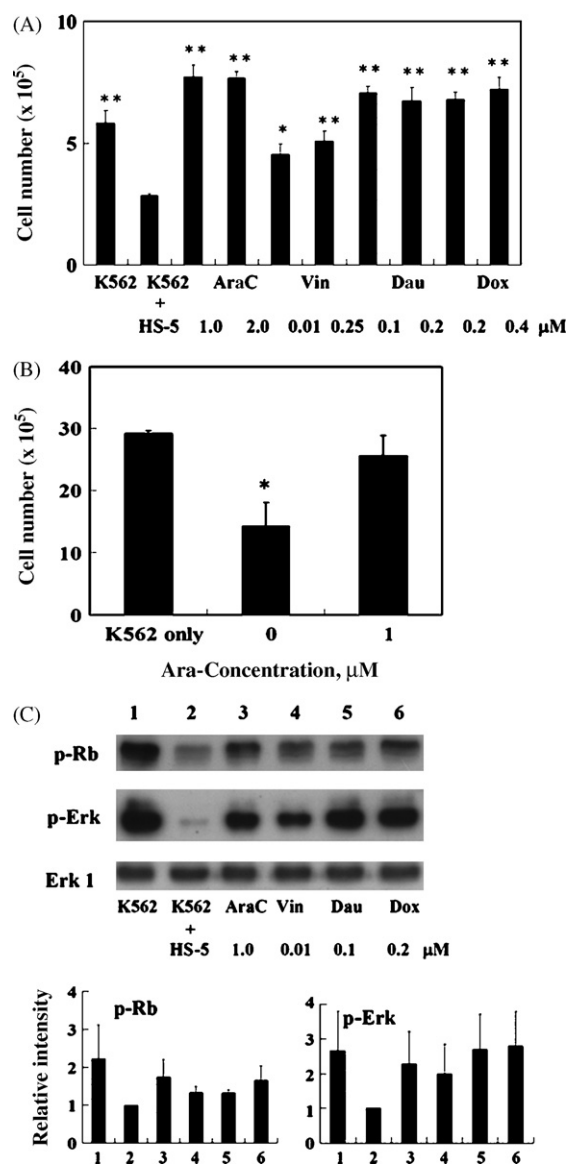 (A)
Cell number (x 10⁵)
10
5
0
** ** ** * ** ** ** ** **
K562 K562 AraC Vin Dau Dox
+
HS-5 1.0 2.0 0.01 0.25 0.1 0.2 0.2 0.4 μM
(B)
Cell number (x 10⁵)
40
30
20
10
0
*
K562 only 0 1
Ara-Concentration, μM
(C)
1 2 3 4 5 6
p-Rb
p-Erk
Erk 1
K562 K562 AraC Vin Dau Dox
+
HS-5 1.0 0.01 0.1 0.2 μM
Relative intensity
4
3
2
1
0
p-Rb
1 2 3 4 5 6
4
3
2
1
0
p-Erk
1 2 3 4 5 6